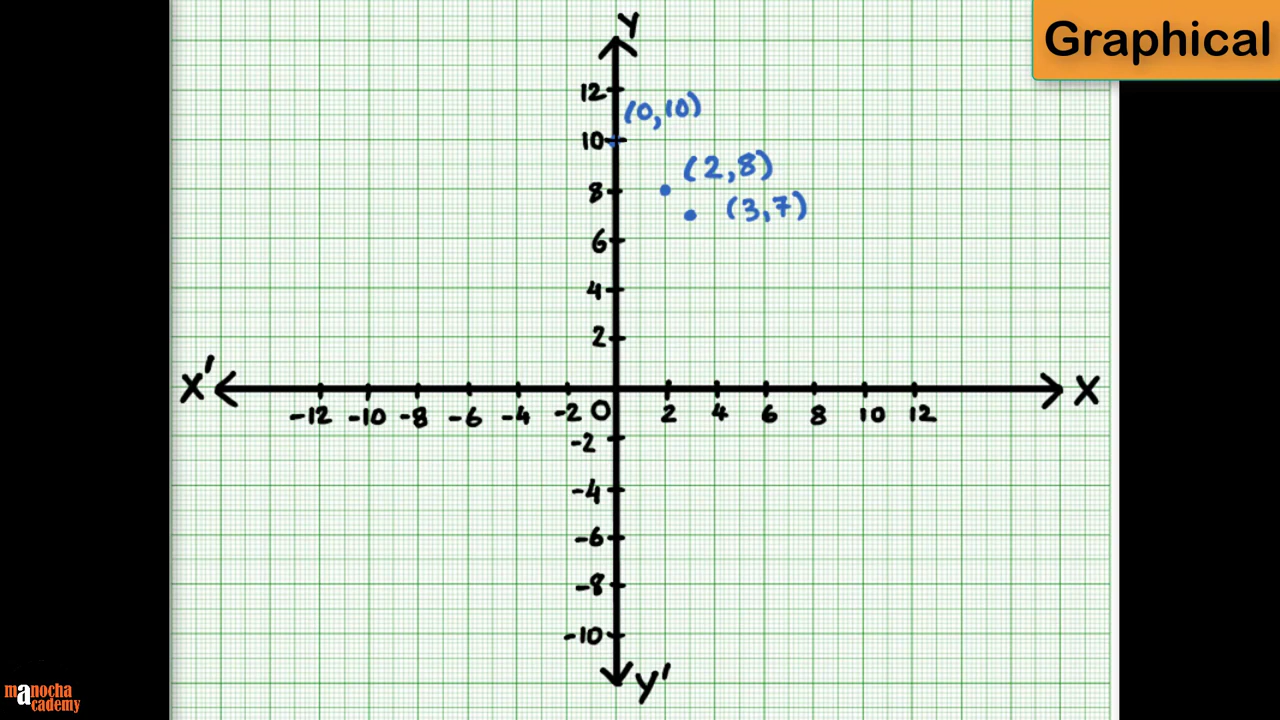 Graphical
Y
12
(0,10)
10
(2,8)
8
(3,7)
6
4
2
X'
X
-12 -10 -8 -6 -4 -2 O 2 4 6 8 10 12
-2
-4
-6
-8
-10
Y'
manocha
academy